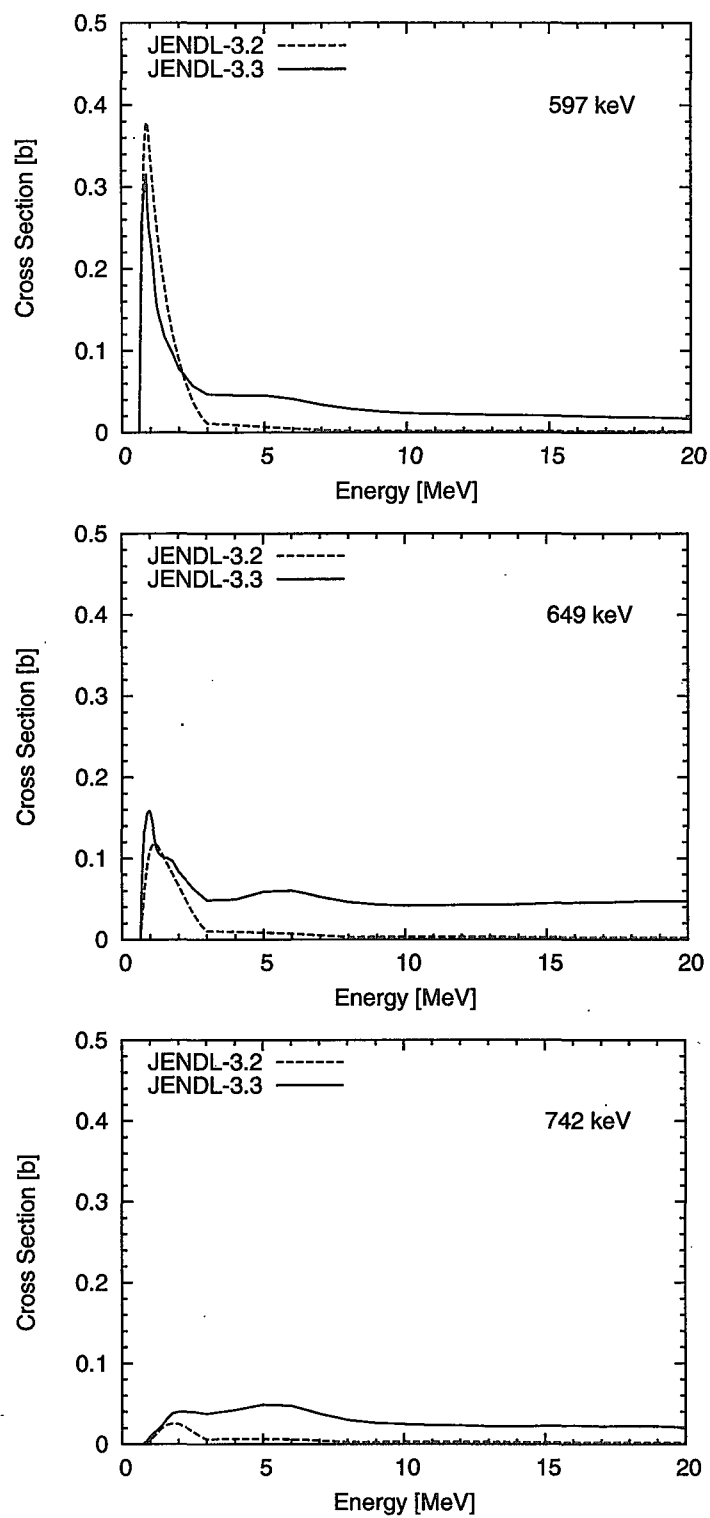 0.5
JENDL-3.2
JENDL-3.3
0.4
597 keV
0.3
Cross Section [b]
0.2
0.1
0
0 5 10 15 20
Energy [MeV]
0.5
JENDL-3.2
JENDL-3.3
0.4
649 keV
0.3
Cross Section [b]
0.2
0.1
0
0 5 10 15 20
Energy [MeV]
0.5
JENDL-3.2
JENDL-3.3
0.4
742 keV
0.3
Cross Section [b]
0.2
0.1
0
0 5 10 15 20
Energy [MeV]